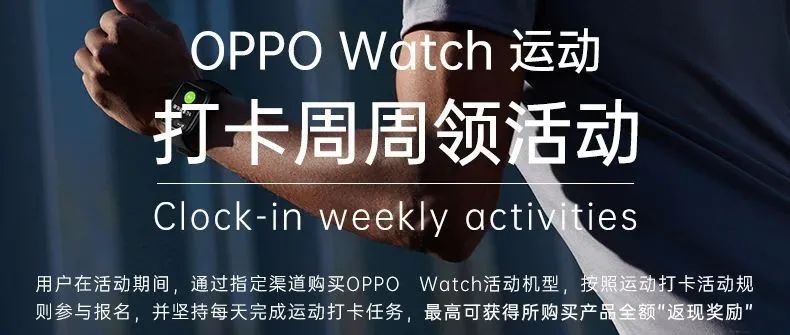 OPPO Watch 运动
打卡周周领活动
Clock-in weekly activities
用户在活动期间，通过指定渠道购买OPPO Watch活动机型，按照运动打卡活动规
则参与报名，并坚持每天完成运动打卡任务，最高可获得所购买产品全额“返现奖励”